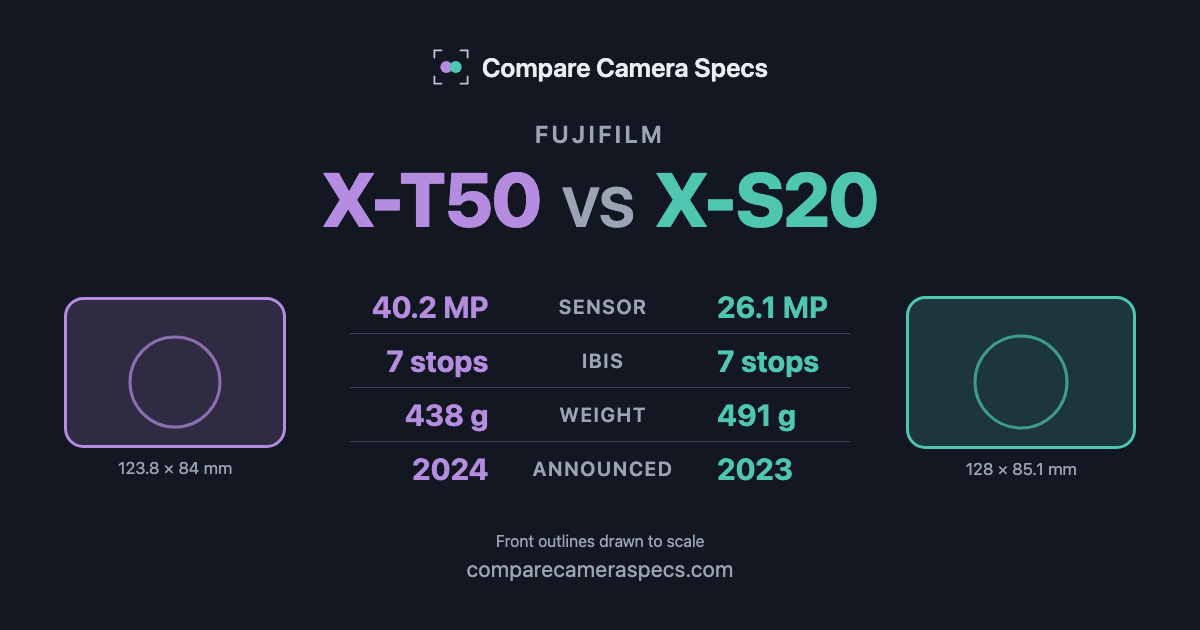 Compare Camera Specs
FUJIFILM
X-T50 VS X-S20
40.2 MP SENSOR 26.1 MP
7 stops IBIS 7 stops
438 g WEIGHT 491 g
2024 ANNOUNCED 2023
123.8 × 84 mm
128 × 85.1 mm
Front outlines drawn to scale
comparecameraspecs.com